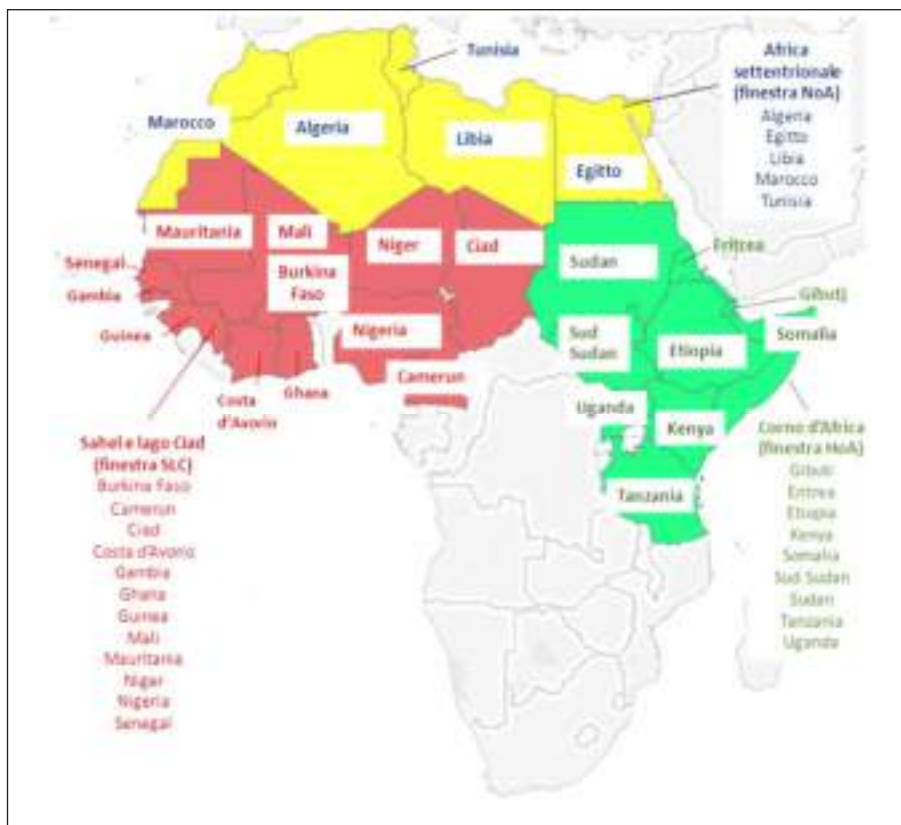 Tunisia
Africa
settentrionale
(finestra NoA)
Algeria
Egitto
Libia
Marocco
Tunisia
Marocco
Algeria
Libia
Egitto
Mauritania
Mali
Niger
Ciad
Burkina
Faso
Nigeria
Camerun
Senegal
Gambia
Guinea
Costa
d'Avorio
Ghana
Sahel e lago Ciad
(finestra SLC)
Burkina Faso
Camerun
Ciad
Costa d'Avorio
Gambia
Ghana
Guinea
Mali
Mauritania
Niger
Nigeria
Senegal
Sudan
Eritrea
Gibuti
Sud
Sudan
Etiopia
Somalia
Uganda
Kenya
Tanzania
Corno d'Africa
(finestra HoA)
Gibuti
Eritrea
Etiopia
Kenya
Somalia
Sud Sudan
Sudan
Tanzania
Uganda